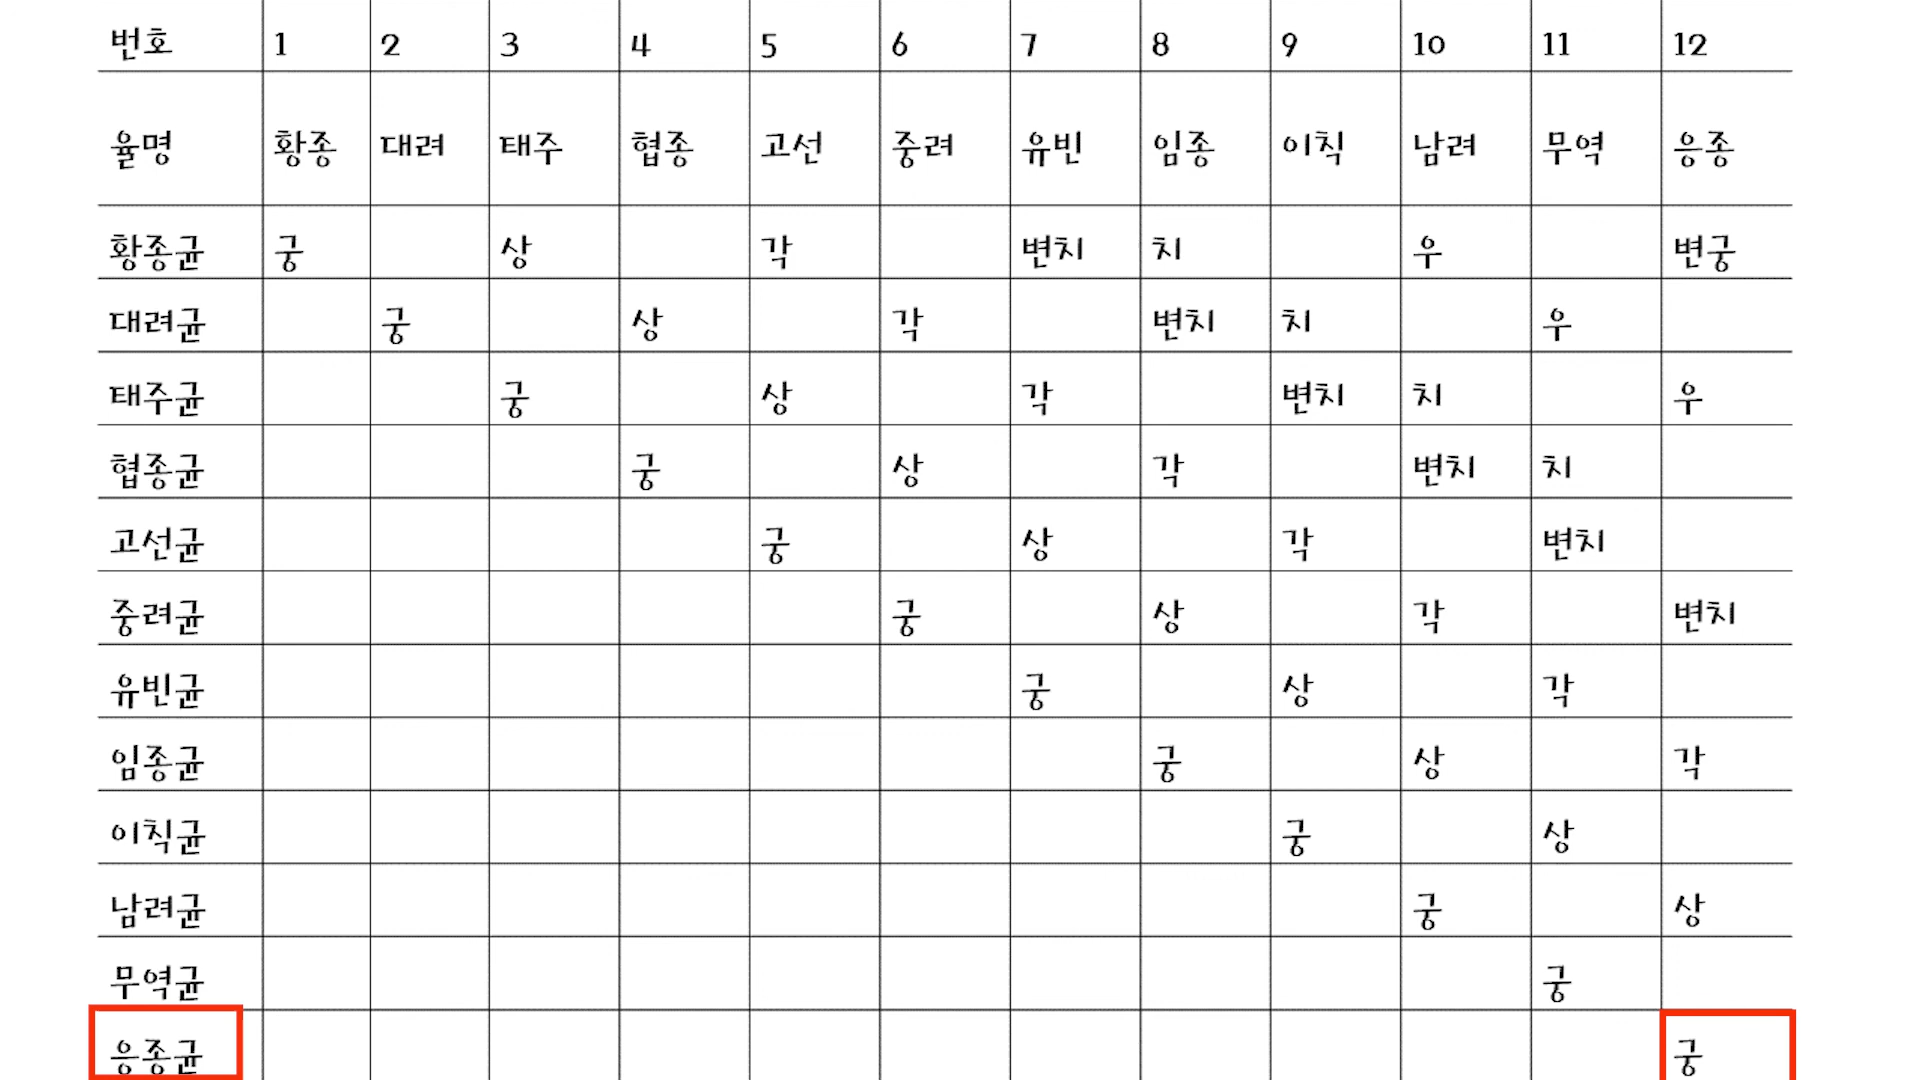 번호 1 2 3 4 5 6 7 8 9 10 11 12
율명 황종 대려 태주 협종 고선 중려 유빈 임종 이칙 남려 무역 응종
황종균 궁 상 각 변치 치 우 변궁
대려균 궁 상 각 변치 치 우
태주균 궁 상 각 변치 치 우
협종균 궁 상 각 변치 치
고선균 궁 상 각 변치
중려균 궁 상 각 변치
유빈균 궁 상 각
임종균 궁 상 각
이칙균 궁 상
남려균 궁 상
무역균 궁
응종균 궁